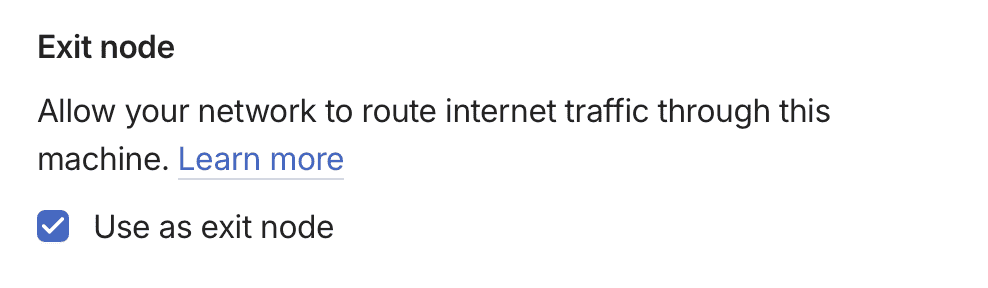 Exit node
Allow your network to route internet traffic through this
machine. Learn more
Use as exit node